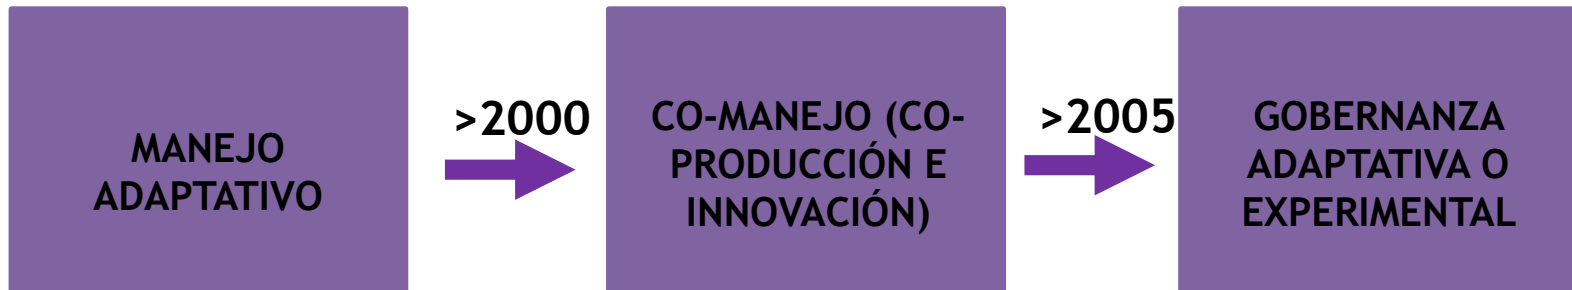 MANEJO
ADAPTATIVO
>2000
CO-MANEJO (CO-
PRODUCCIÓN E
INNOVACIÓN)
>2005
GOBERNANZA
ADAPTATIVA O
EXPERIMENTAL